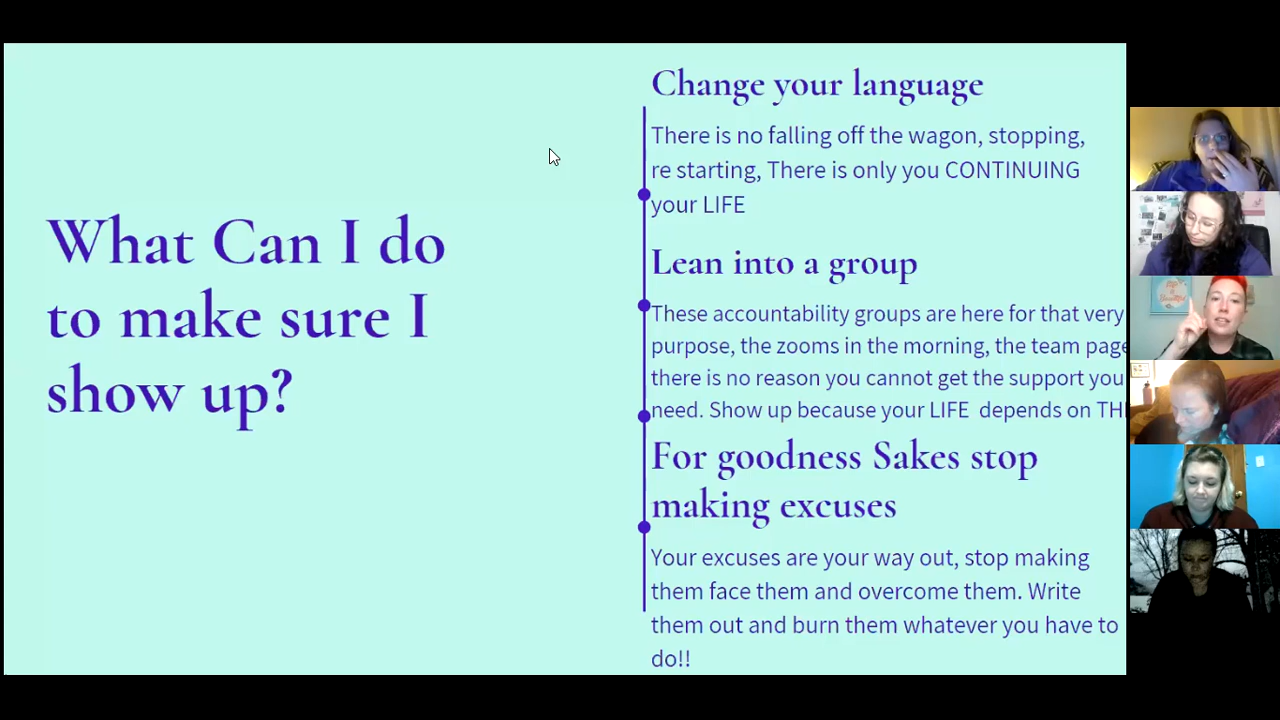 What Can I do
to make sure I
show up?
Change your language
There is no falling off the wagon, stopping,
re starting, There is only you CONTINUING
your LIFE
Lean into a group
These accountability groups are here for that very
purpose, the zooms in the morning, the team page
there is no reason you cannot get the support you
need. Show up because your LIFE depends on
For goodness Sakes stop
making excuses
Your excuses are your way out, stop making
them face them and overcome them. Write
them out and burn them whatever you have to
do!!